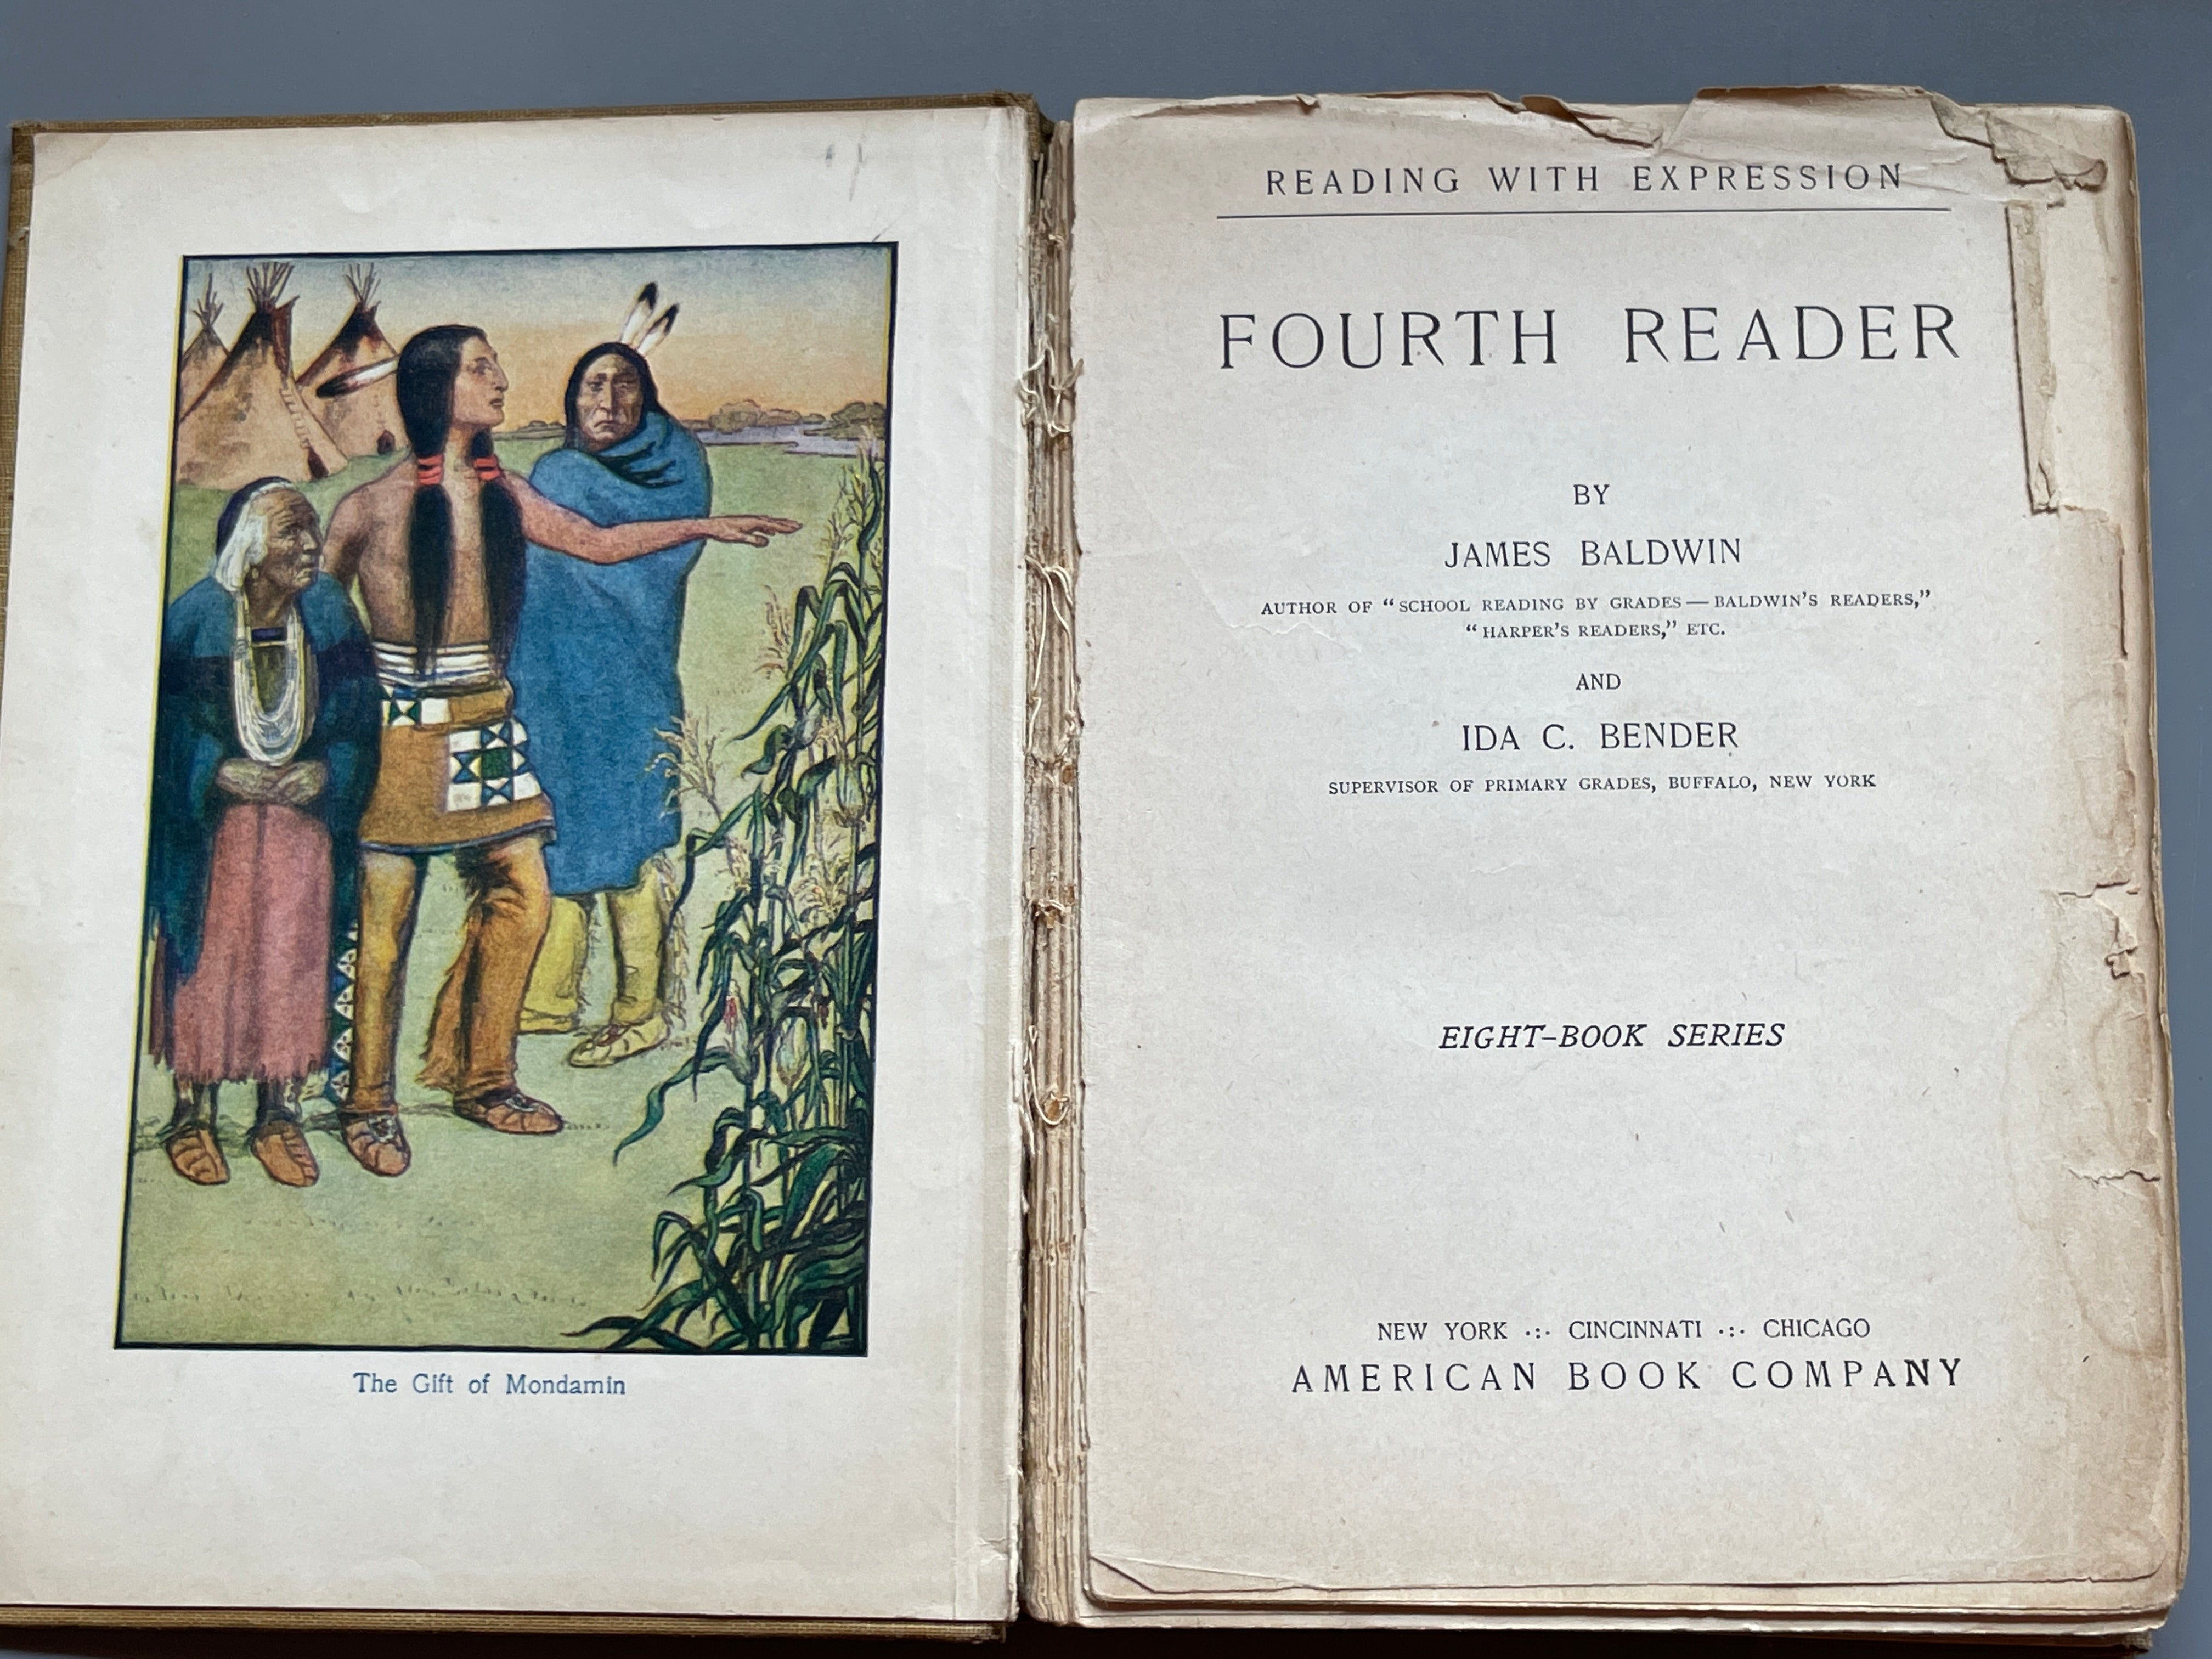 The Gift of Mondamin
READING WITH EXPRESSION
FOURTH READER
BY
JAMES BALDWIN
AUTHOR OF "SCHOOL READING BY GRADES — BALDWIN'S READERS,"
"HARPER'S READERS," ETC.
AND
IDA C. BENDER
SUPERVISOR OF PRIMARY GRADES, BUFFALO, NEW YORK
EIGHT-BOOK SERIES
NEW YORK .:. CINCINNATI .:. CHICAGO
AMERICAN BOOK COMPANY